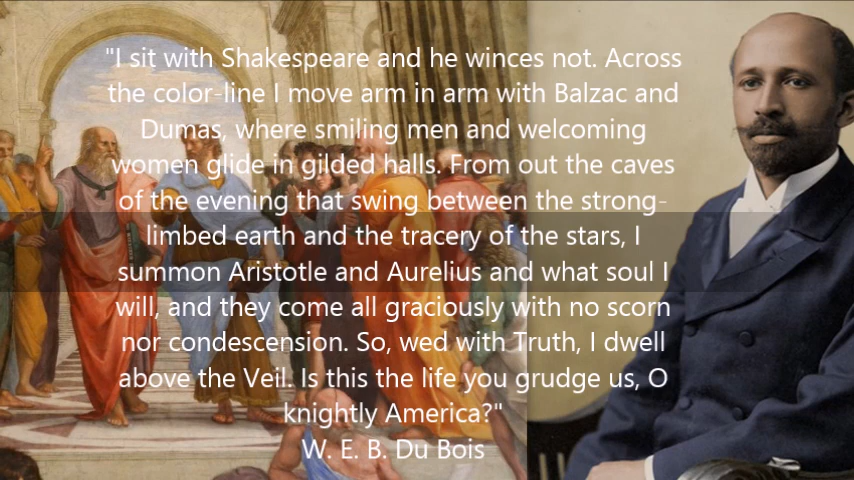 "I sit with Shakespeare and he winces not. Across
the color-line I move arm in arm with Balzac and
Dumas, where smiling men and welcoming
women glide in gilded halls. From out the caves
of the evening that swing between the strong-
limbed earth and the tracery of the stars, I
summon Aristotle and Aurelius and what soul I
will, and they come all graciously with no scorn
nor condescension. So, wed with Truth, I dwell
above the Veil. Is this the life you grudge us, O
knightly America?"
W. E. B. Du Bois